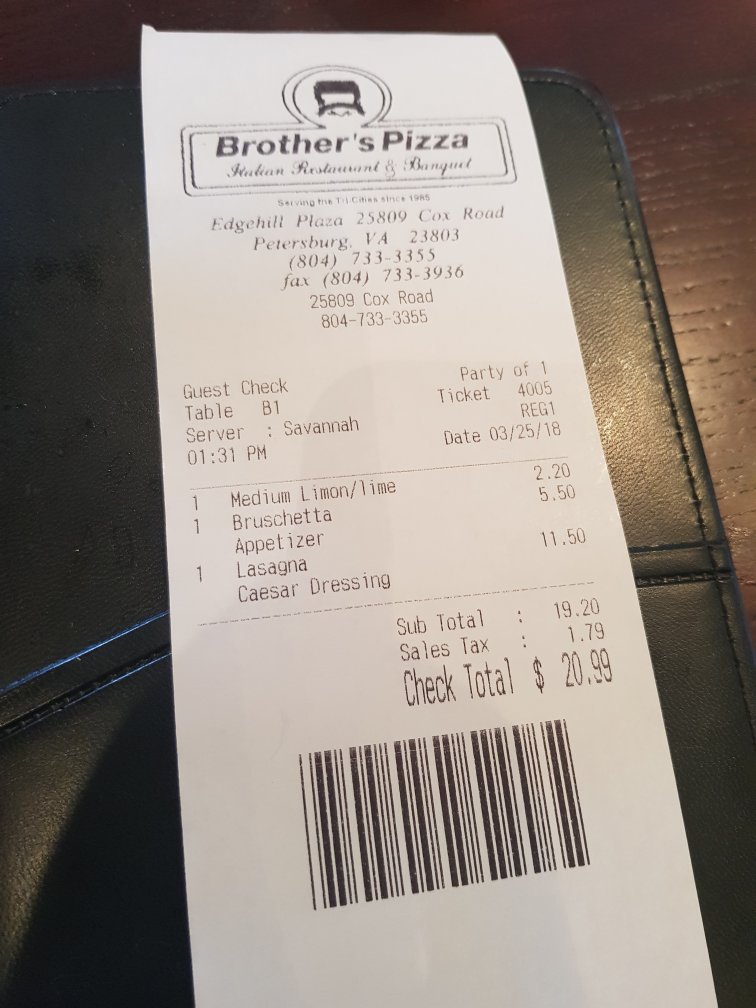 Brother's Pizza
Italian Restaurant & Banquet
Serving the Tri-Cities since 1985
Edgehill Plaza 25809 Cox Road
Petersburg, VA 23803
(804) 733-3355
fax (804) 733-3936
25809 Cox Road
804-733-3355
Guest Check Party of 1
Table B1 Ticket 4005
Server : Savannah REG1
01:31 PM Date 03/25/18
1 Medium Limon/lime 2.20
1 Bruschetta 5.50
Appetizer
1 Lasagna 11.50
Caesar Dressing
Sub Total : 19.20
Sales Tax : 1.79
Check Total $ 20.99